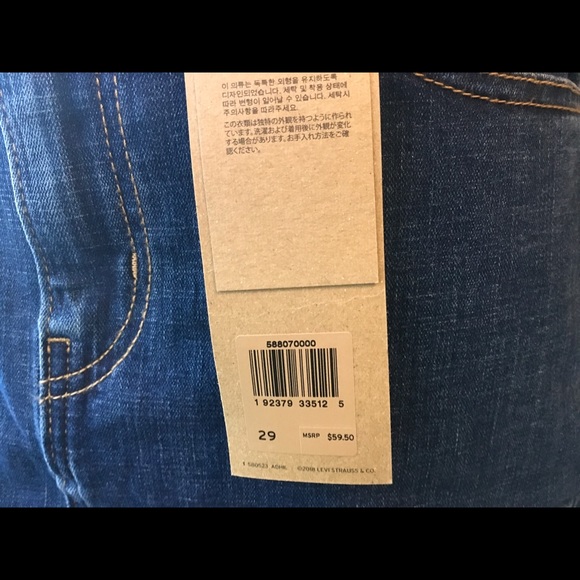 이 의류는 독특한 외형을 유지하도록
디자인되었습니다. 세탁 및 착용 상태에
따라 변형이 일어날 수 있습니다. 세탁시
주의사항을 따라주세요.
この衣類は独特の外観を持つように作られ
ています。洗濯および着用後に外観が変化
する場合があります。お手入れ方法をご確
認ください。
588070000
1 92379 33512 5
29 MSRP $59.50
©2018 LEVI STRAUSS & CO.